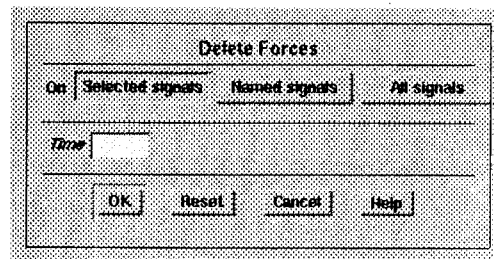 Delete Forces
On Selected signals Named signals All signals
Time
OK Reset Cancel Help